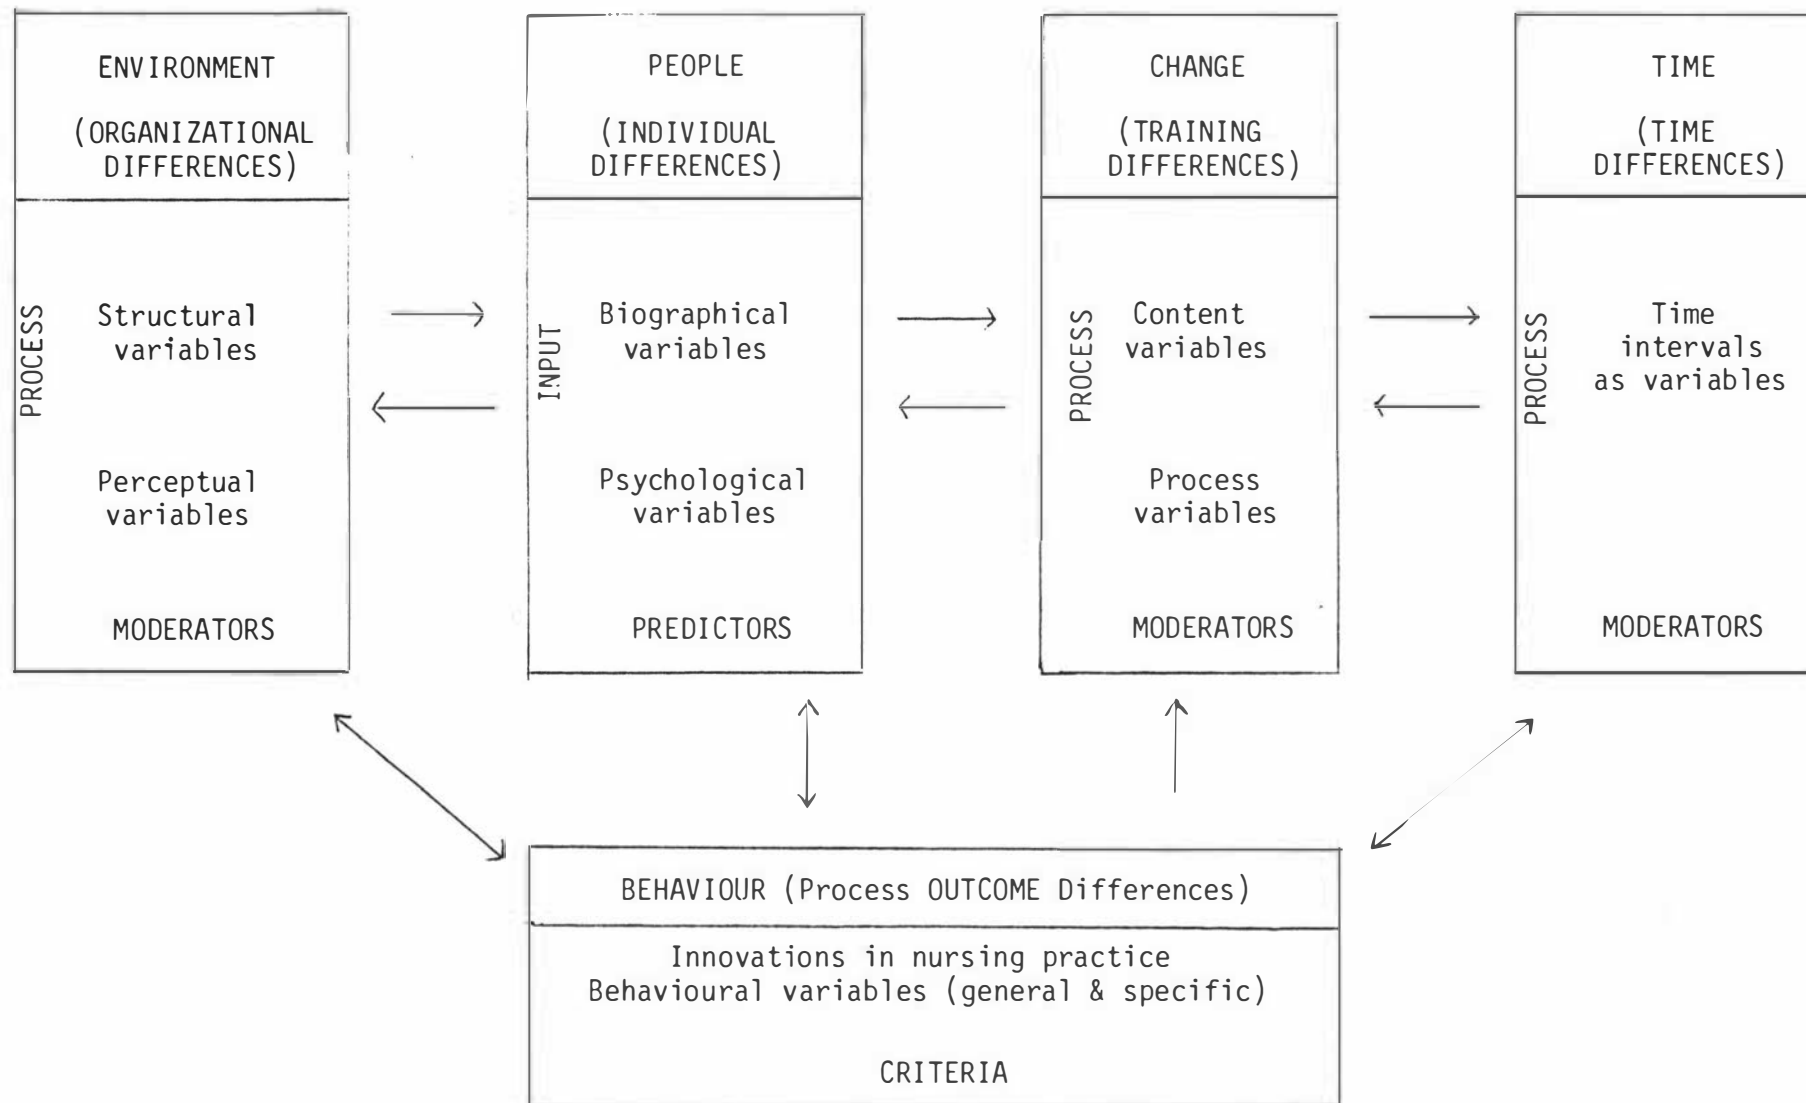 ENVIRONMENT
(ORGANIZATIONAL
DIFFERENCES)
PROCESS
Structural
variables
Perceptual
variables
MODERATORS
PEOPLE
(INDIVIDUAL
DIFFERENCES)
INPUT
Biographical
variables
Psychological
variables
PREDICTORS
CHANGE
(TRAINING
DIFFERENCES)
PROCESS
Content
variables
Process
variables
MODERATORS
TIME
(TIME
DIFFERENCES)
PROCESS
Time
intervals
as variables
MODERATORS
BEHAVIOUR (Process OUTCOME Differences)
Innovations in nursing practice
Behavioural variables (general & specific)
CRITERIA